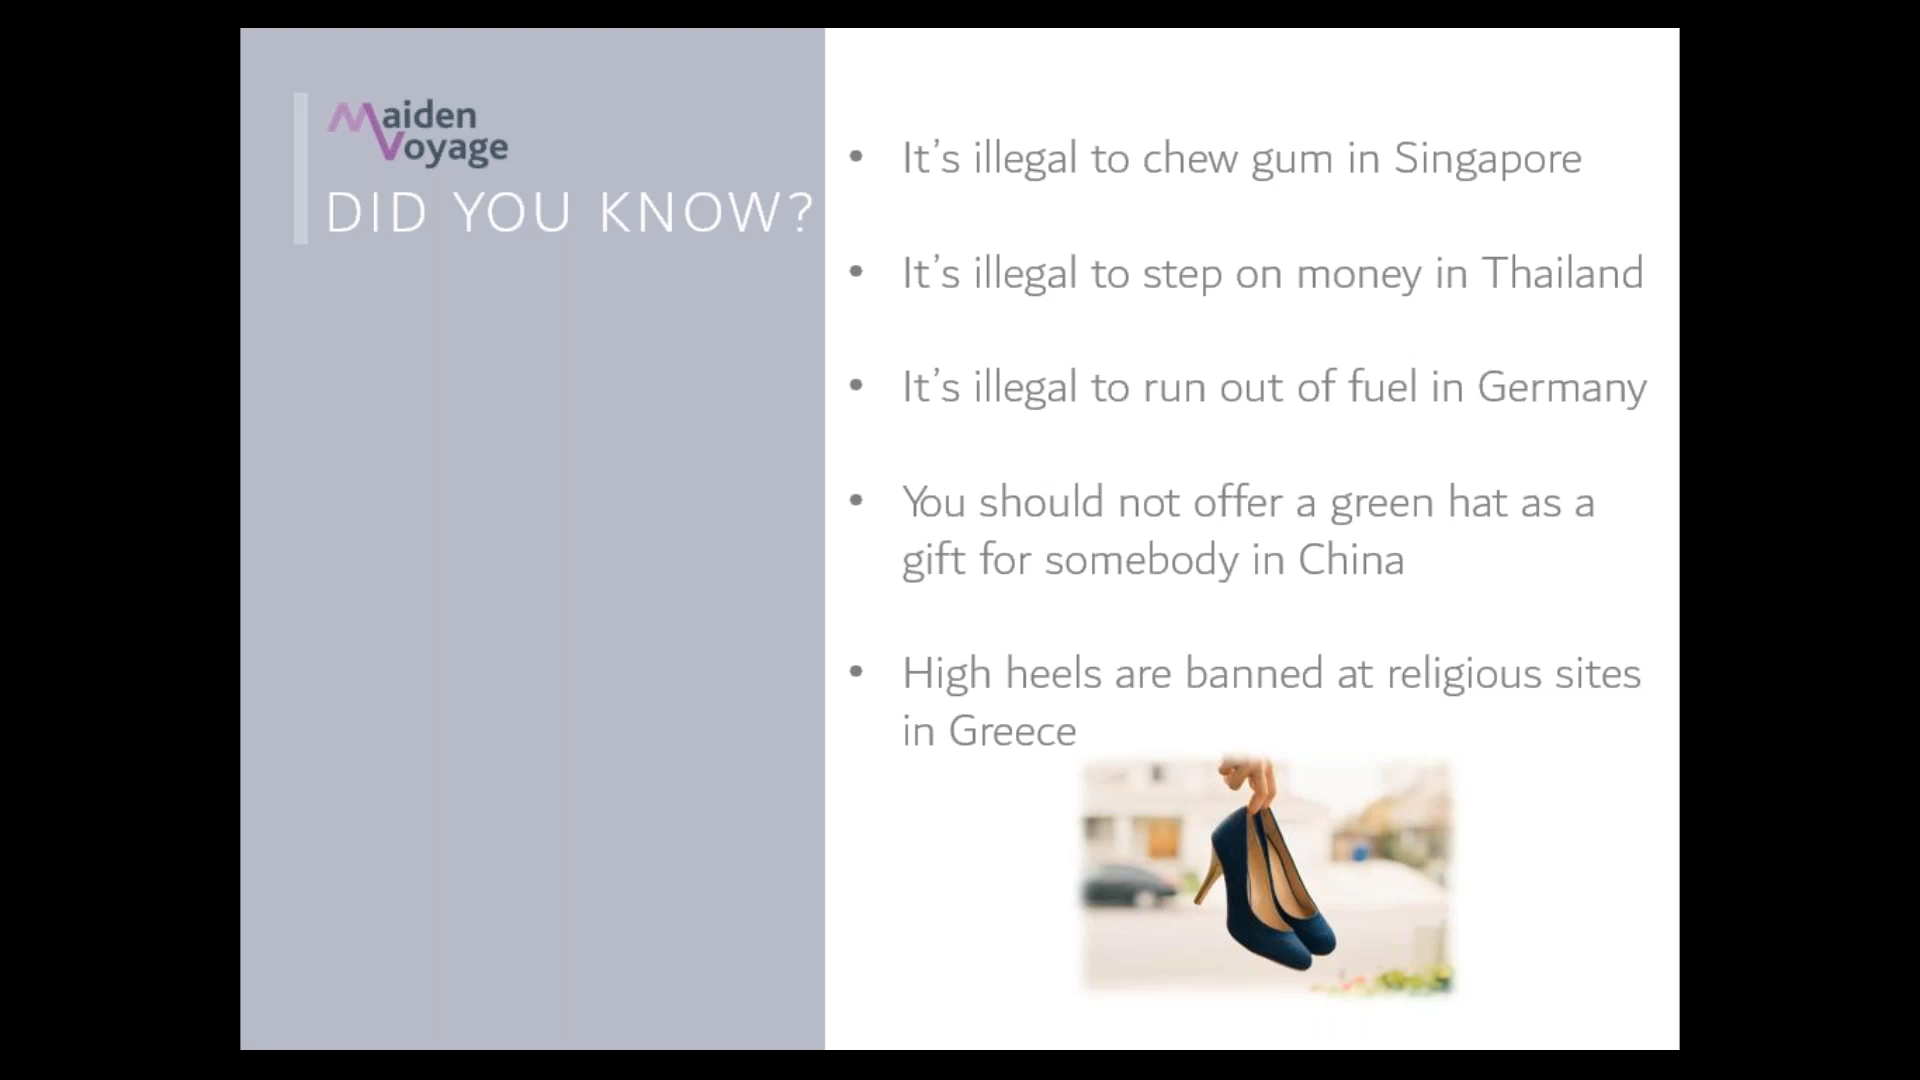 Maiden
Voyage
DID YOU KNOW?
• It’s illegal to chew gum in Singapore
• It’s illegal to step on money in Thailand
• It’s illegal to run out of fuel in Germany
• You should not offer a green hat as a
gift for somebody in China
• High heels are banned at religious sites
in Greece